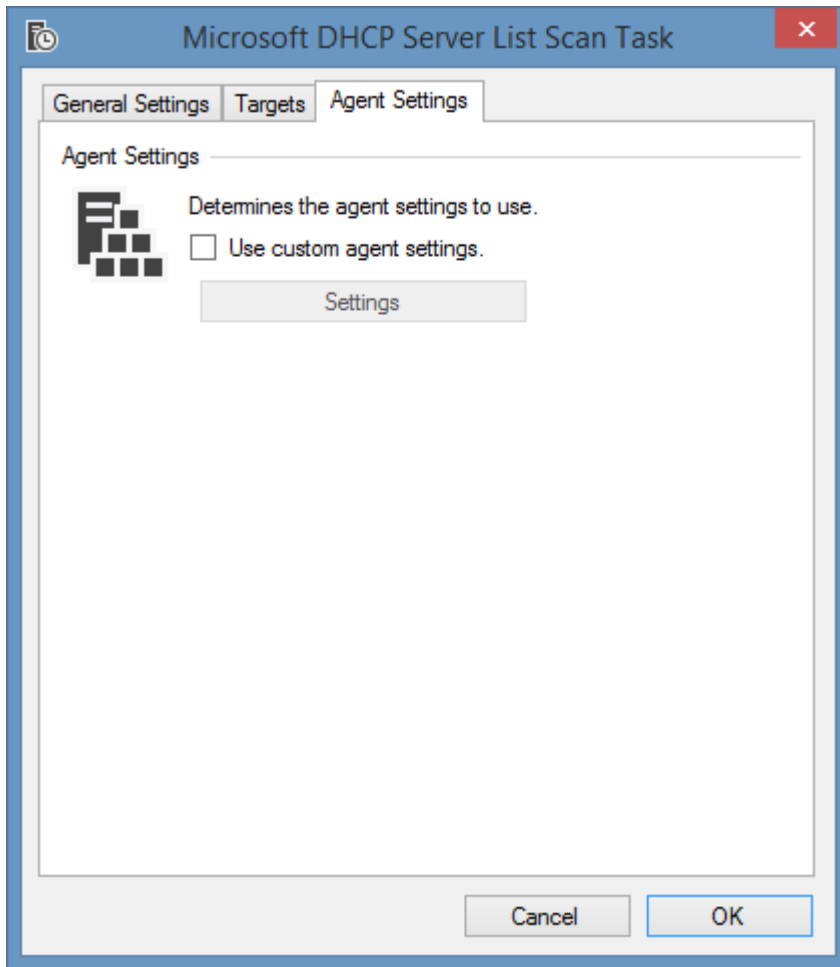 Microsoft DHCP Server List Scan Task
General Settings Targets Agent Settings
Agent Settings
Determines the agent settings to use.
Use custom agent settings.
Settings
Cancel OK